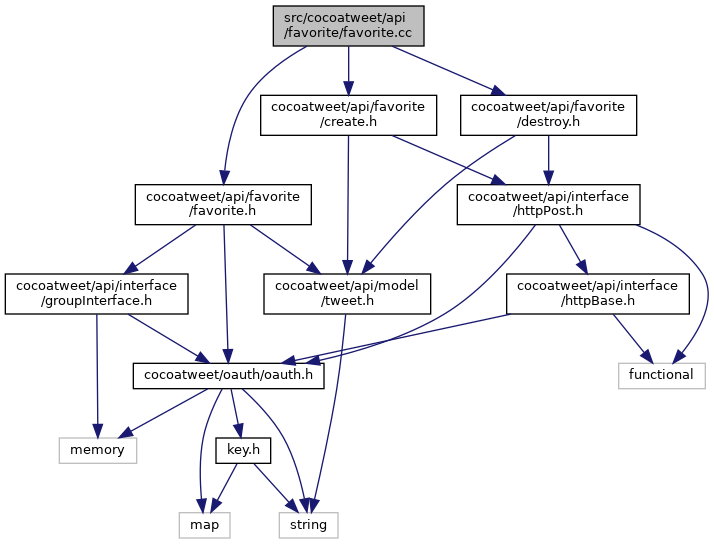 src/cocoatweet/api
/favorite/favorite.cc
cocoatweet/api/favorite
/create.h
cocoatweet/api/favorite
/destroy.h
cocoatweet/api/favorite
/favorite.h
cocoatweet/api/interface
/httpPost.h
cocoatweet/api/interface
/groupInterface.h
cocoatweet/api/model
/tweet.h
cocoatweet/api/interface
/httpBase.h
cocoatweet/oauth/oauth.h
functional
memory
key.h
map
string